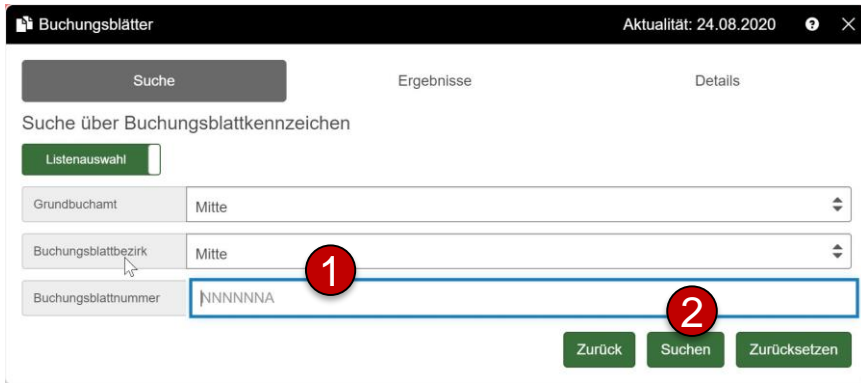 Buchungsblätter Aktualität: 24.08.2020 ?
Suche Ergebnisse Details
Suche über Buchungsblattkennzeichen
Listenauswahl
Grundbuchamt Mitte
Buchungsblattbezirk Mitte
1
Buchungsblattnummer NNNNNNA
2
Zurück Suchen Zurücksetzen